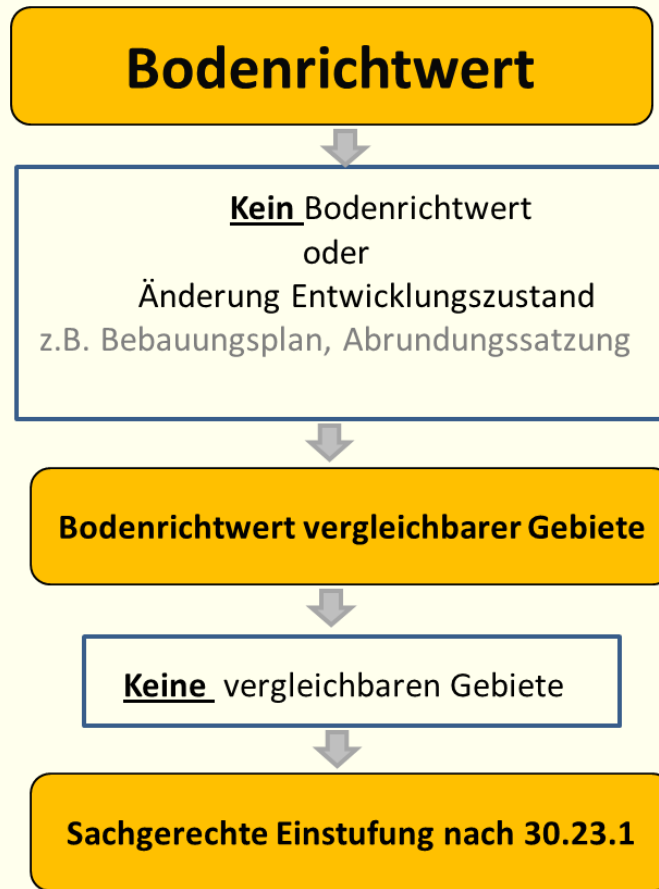 Bodenrichtwert
Kein Bodenrichtwert
oder
Änderung Entwicklungszustand
z.B. Bebauungsplan, Abrundungssatzung
Bodenrichtwert vergleichbarer Gebiete
Keine vergleichbaren Gebiete
Sachgerechte Einstufung nach 30.23.1